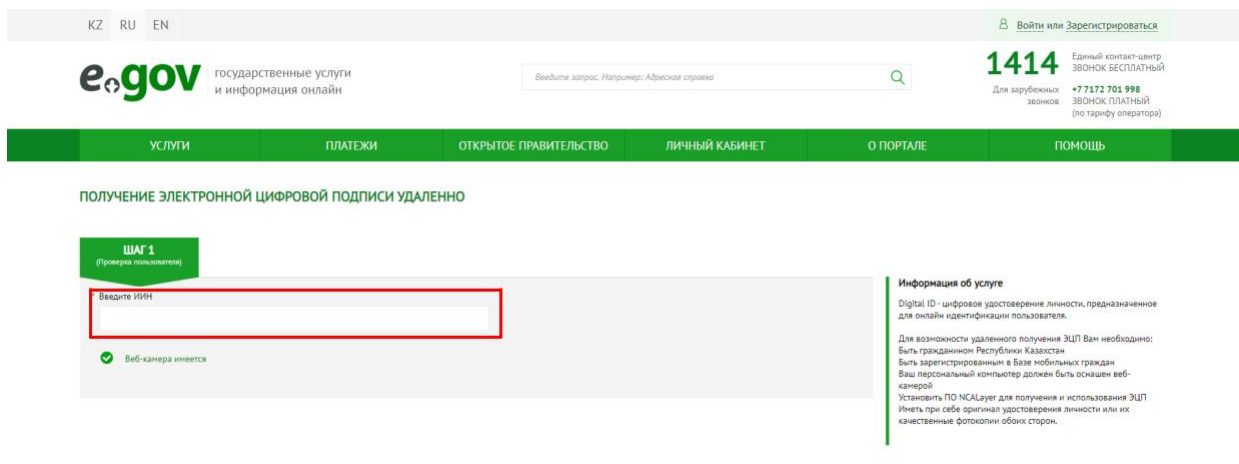 KZ RU EN
Войти или Зарегистрироваться
e.gov
государственные услуги
и информация онлайн
Введите запрос. Например: Адресная справка
1414
Единый контакт-центр
ЗВОНОК БЕСПЛАТНЫЙ
Для зарубежных
звонков
+7 7172 701 998
ЗВОНОК ПЛАТНЫЙ
(по тарифу оператора)
УСЛУГИ ПЛАТЕЖИ ОТКРЫТОЕ ПРАВИТЕЛЬСТВО ЛИЧНЫЙ КАБИНЕТ О ПОРТАЛЕ ПОМОЩЬ
ПОЛУЧЕНИЕ ЭЛЕКТРОННОЙ ЦИФРОВОЙ ПОДПИСИ УДАЛЕННО
ШАГ 1
(Проверка пользователя)
* Введите ИИН
Веб-камера имеется
Информация об услуге
Digital ID - цифровое удостоверение личности, предназначенное
для онлайн идентификации пользователя.
Для возможности удаленного получения ЭЦП Вам необходимо:
Быть гражданином Республики Казахстан
Быть зарегистрированным в Базе мобильных граждан
Ваш персональный компьютер должен быть оснашен веб-
камерой
Установить ПО NCALayer для получения и использования ЭЦП
Иметь при себе оригинал удостоверения личности или их
качественные фотокопии обоих сторон.